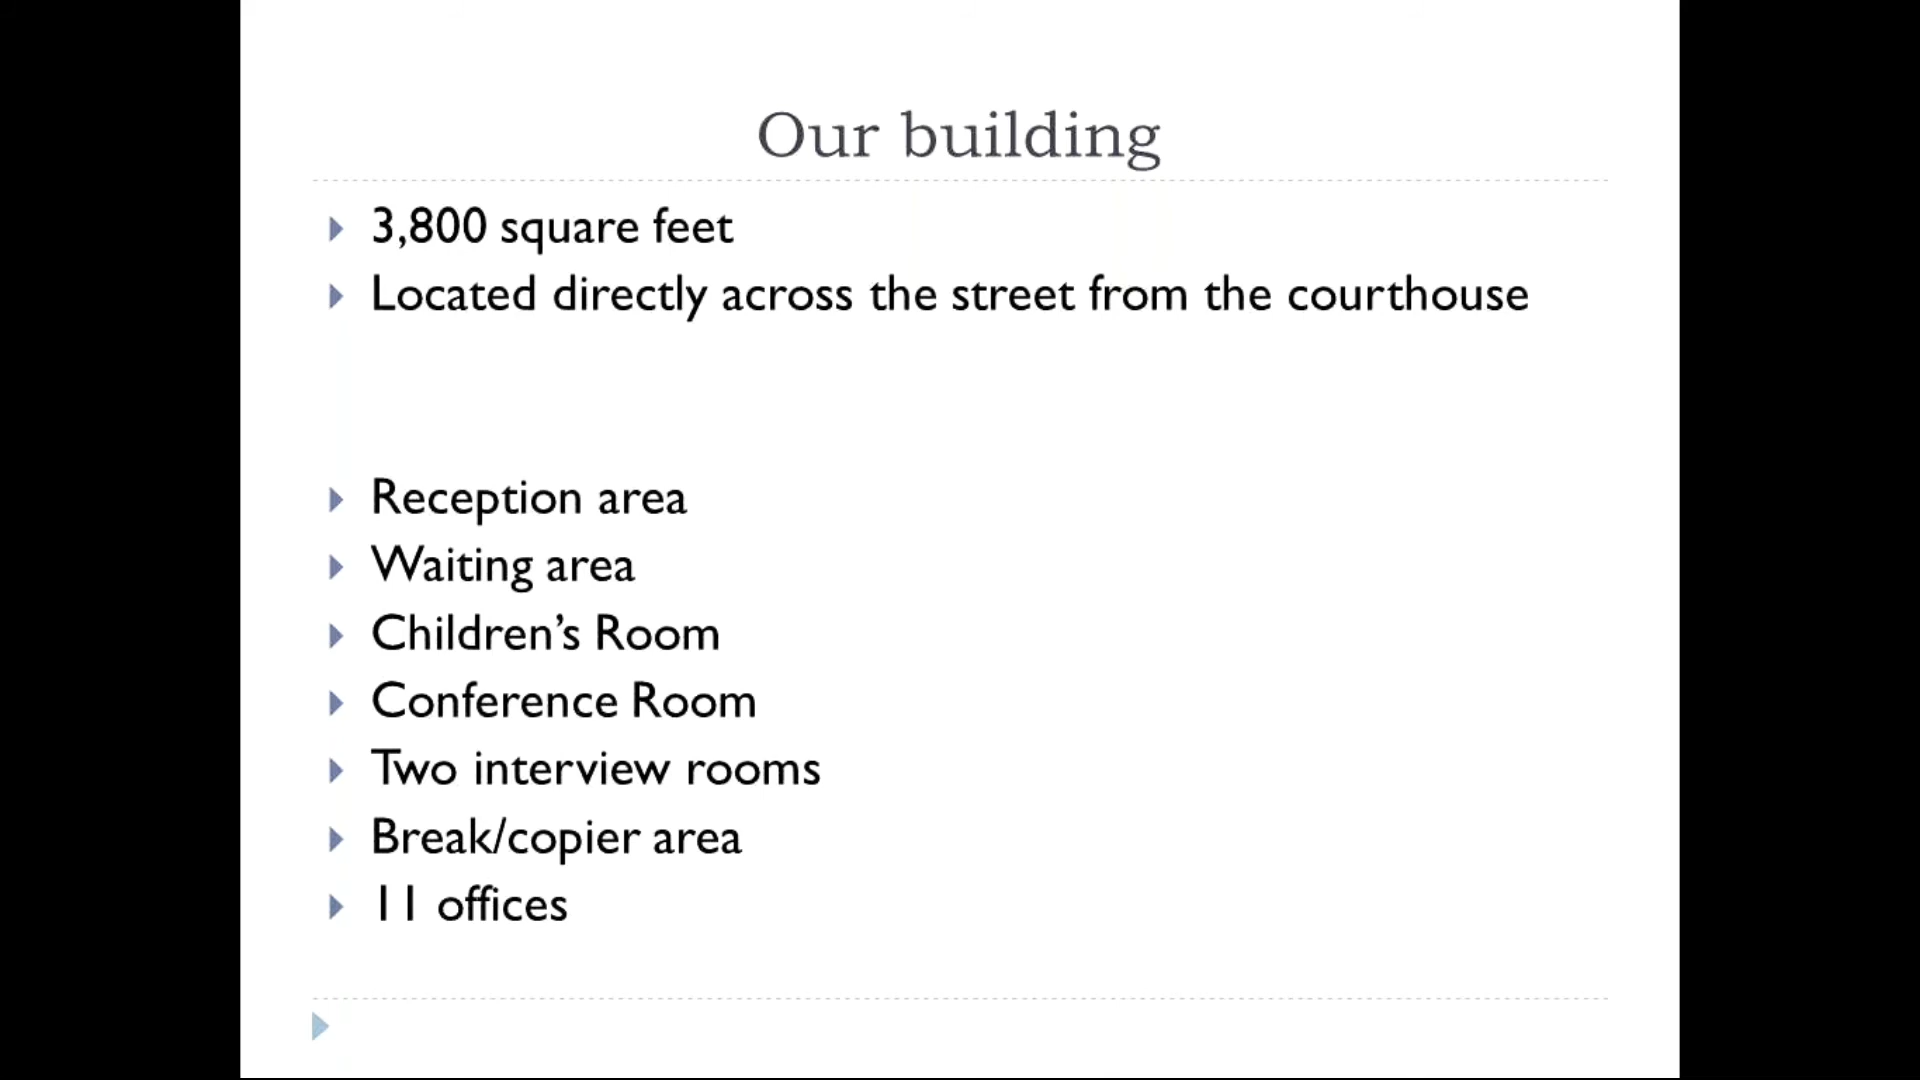 Our building
3,800 square feet
Located directly across the street from the courthouse
Reception area
Waiting area
Children’s Room
Conference Room
Two interview rooms
Break/copier area
11 offices